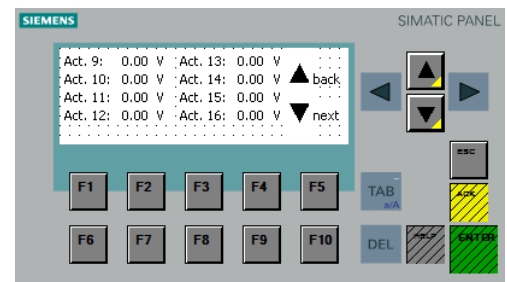 SIEMENS SIMATIC PANEL
Act. 9: 0.00 V Act. 13: 0.00 V
Act. 10: 0.00 V Act. 14: 0.00 V back
Act. 11: 0.00 V Act. 15: 0.00 V
Act. 12: 0.00 V Act. 16: 0.00 V next
ESC
F1 F2 F3 F4 F5 TAB
a/A
ACK
F6 F7 F8 F9 F10 DEL HELP ENTER